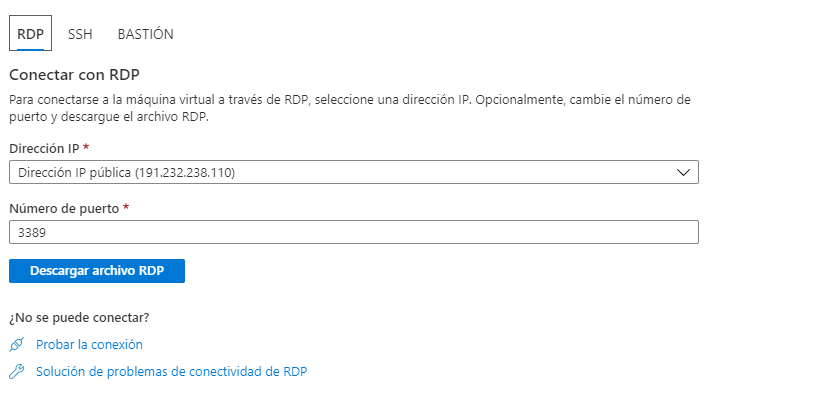 RDP SSH BASTIÓN
Conectar con RDP
Para conectarse a la máquina virtual a través de RDP, seleccione una dirección IP. Opcionalmente, cambie el número de
puerto y descargue el archivo RDP.
Dirección IP *
Dirección IP pública (191.232.238.110)
Número de puerto *
3389
Descargar archivo RDP
¿No se puede conectar?
Probar la conexión
Solución de problemas de conectividad de RDP